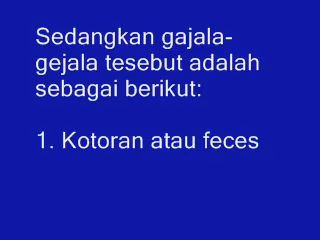 Sedangkan gajala-
gejala tesebut adalah
sebagai berikut:
1. Kotoran atau feces